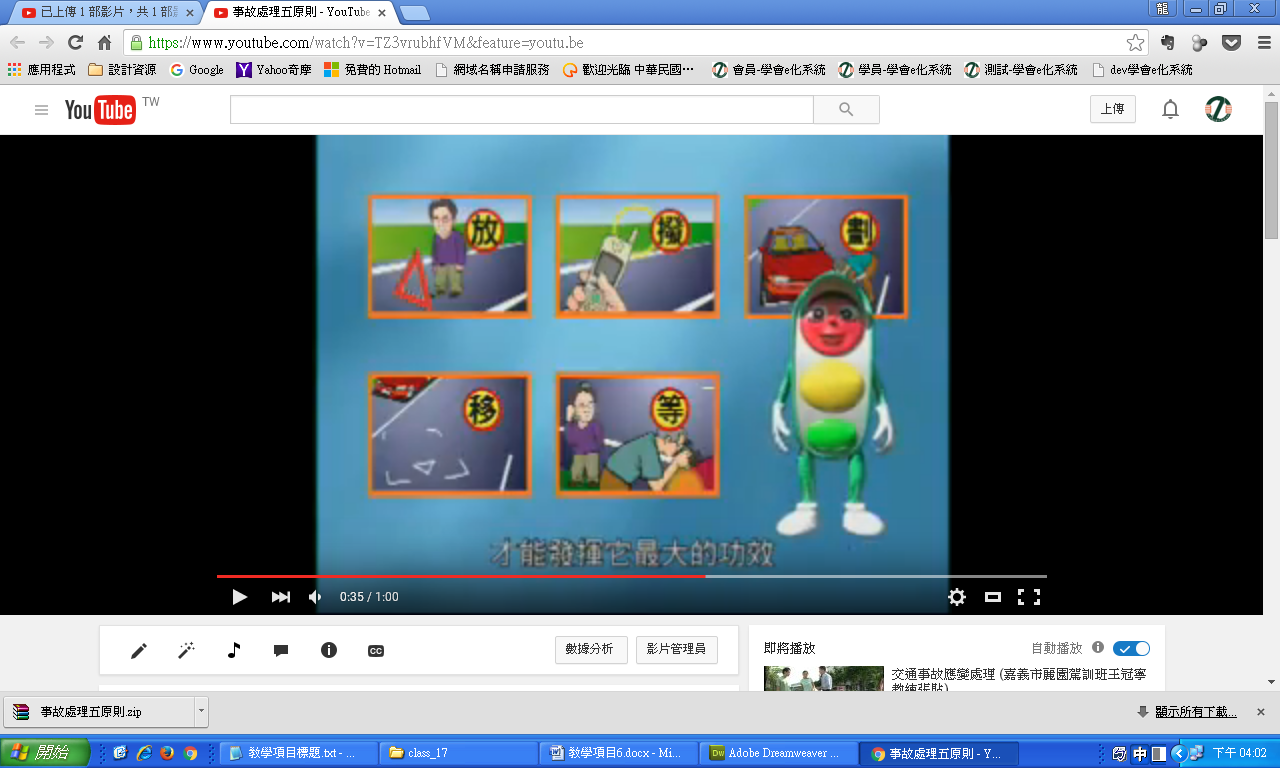 已上傳 1 部影片，共 1 部
事故處理五原則 - YouTube
龍
https://www.youtube.com/watch?v=TZ3vrubhfVM&feature=youtu.be
應用程式
設計資源
Google
Yahoo奇摩
免費的 Hotmail
網域名稱申請服務
歡迎光臨 中華民國…
會員-學會e化系統
學員-學會e化系統
測試-學會e化系統
dev學會e化系統
YouTube TW
上傳
放
撥
劃
移
等
才能發揮它最大的功效
0:35 / 1:00
數據分析
影片管理員
即將播放
自動播放
交通事故應變處理 (嘉義市麗園駕訓班王冠寧
教練張貼)
事故處理五原則.zip
顯示所有下載...
開始
教學項目標題.txt - ...
class_17
教學項目6.docx - Mi...
Adobe Dreamweaver ...
事故處理五原則 - Y...
中
下午 04:02